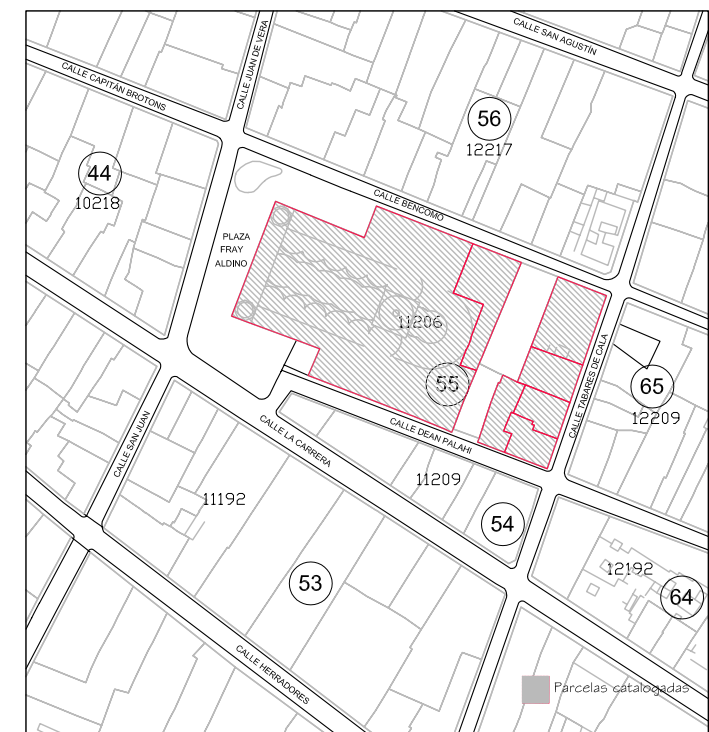 CALLE SAN AGUSTÍN
CALLE JUAN DE VERA
CALLE CAPITÁN BROTONS
56
12217
44
10218
CALLE BENCOMO
PLAZA
FRAY
ALDINO
11206
CALLE TABARES DE CALA
55
65
12209
CALLE SAN JUAN
CALLE LA CARRERA
CALLE DEAN PALAHI
11209
11192
54
53
12192
64
CALLE HERRADORES
Parcelas catalogadas